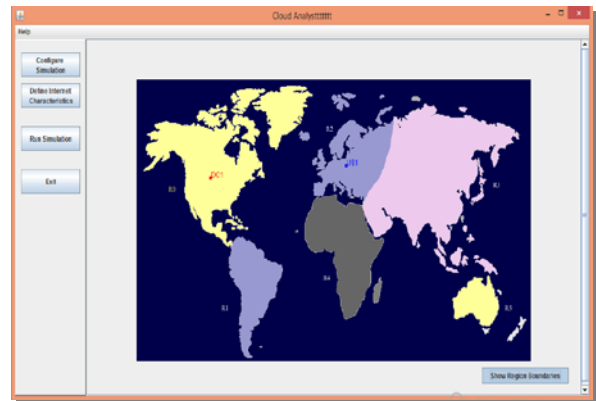 Cloud Analysttttttt
Help
Configure
Simulation
Define Internet
Characteristics
Run Simulation
Exit
R2
UB1
DC1
R0
R3
R4
R1
R5
Show Region Boundaries